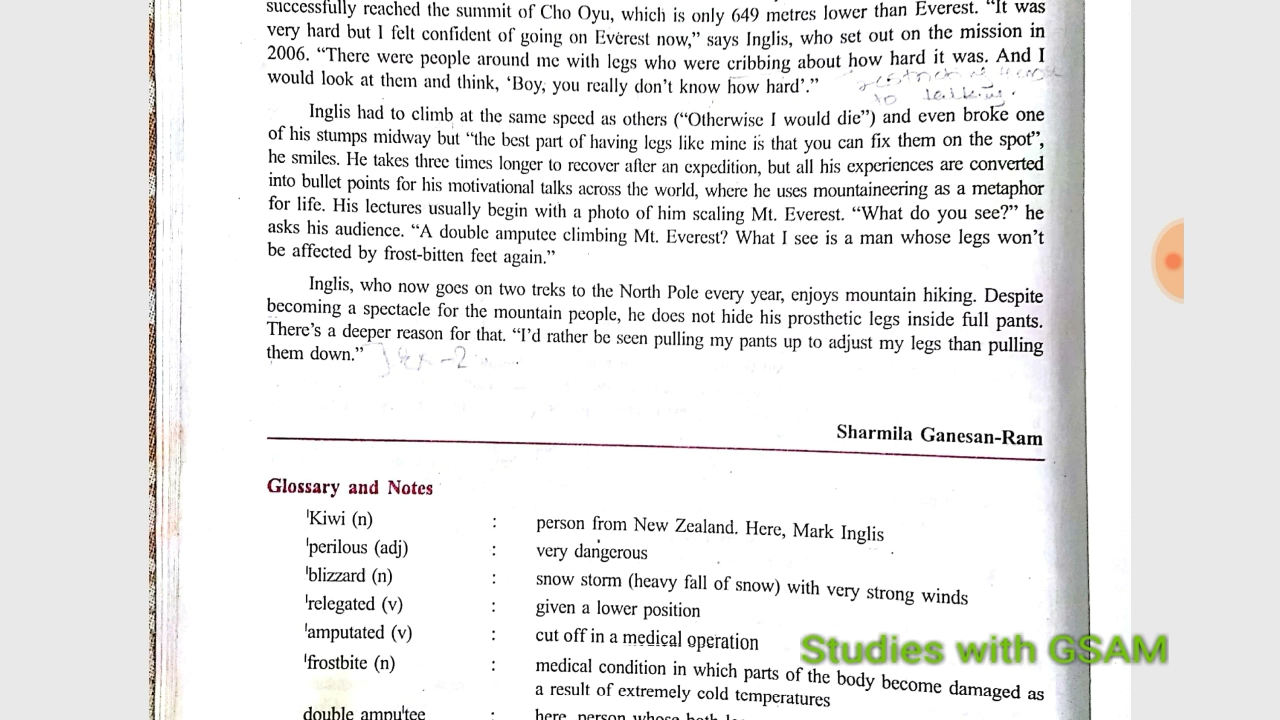 successfully reached the summit of Cho Oyu, which is only 649 metres lower than Everest. “It was
very hard but I felt confident of going on Everest now,” says Inglis, who set out on the mission in
2006. “There were people around me with legs who were cribbing about how hard it was. And I
would look at them and think, ‘Boy, you really don’t know how hard’.”
Inglis had to climb at the same speed as others (“Otherwise I would die”) and even broke one
of his stumps midway but “the best part of having legs like mine is that you can fix them on the spot”,
he smiles. He takes three times longer to recover after an expedition, but all his experiences are converted
into bullet points for his motivational talks across the world, where he uses mountaineering as a metaphor
for life. His lectures usually begin with a photo of him scaling Mt. Everest. “What do you see?” he
asks his audience. “A double amputee climbing Mt. Everest? What I see is a man whose legs won’t
be affected by frost-bitten feet again.”
Inglis, who now goes on two treks to the North Pole every year, enjoys mountain hiking. Despite
becoming a spectacle for the mountain people, he does not hide his prosthetic legs inside full pants.
There’s a deeper reason for that. “I’d rather be seen pulling my pants up to adjust my legs than pulling
them down.”
Sharmila Ganesan-Ram
Glossary and Notes
ˈKiwi (n) : person from New Zealand. Here, Mark Inglis
ˈperilous (adj) : very dangerous
ˈblizzard (n) : snow storm (heavy fall of snow) with very strong winds
ˈrelegated (v) : given a lower position
ˈamputated (v) : cut off in a medical operation
ˈfrostbite (n) : medical condition in which parts of the body become damaged as
a result of extremely cold temperatures
double ampuˈtee : here, person whose both
Studies with GSAM